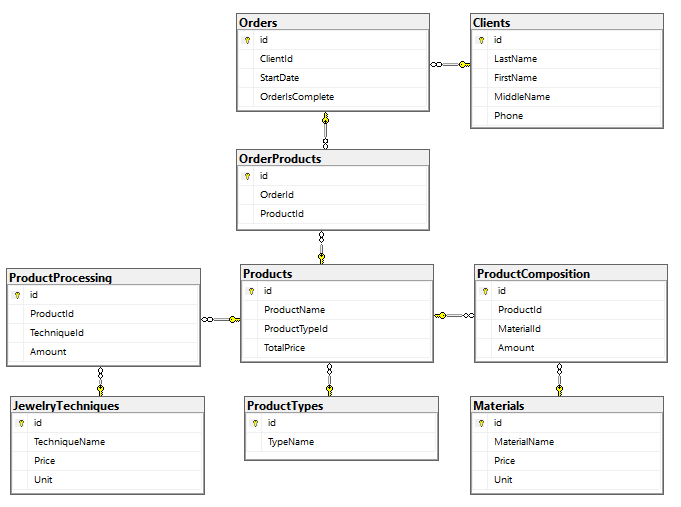 Orders
id
ClientId
StartDate
OrderIsComplete
Clients
id
LastName
FirstName
MiddleName
Phone
OrderProducts
id
OrderId
ProductId
ProductProcessing
id
ProductId
TechniqueId
Amount
Products
id
ProductName
ProductTypeId
TotalPrice
ProductComposition
id
ProductId
MaterialId
Amount
JewelryTechniques
id
TechniqueName
Price
Unit
ProductTypes
id
TypeName
Materials
id
MaterialName
Price
Unit